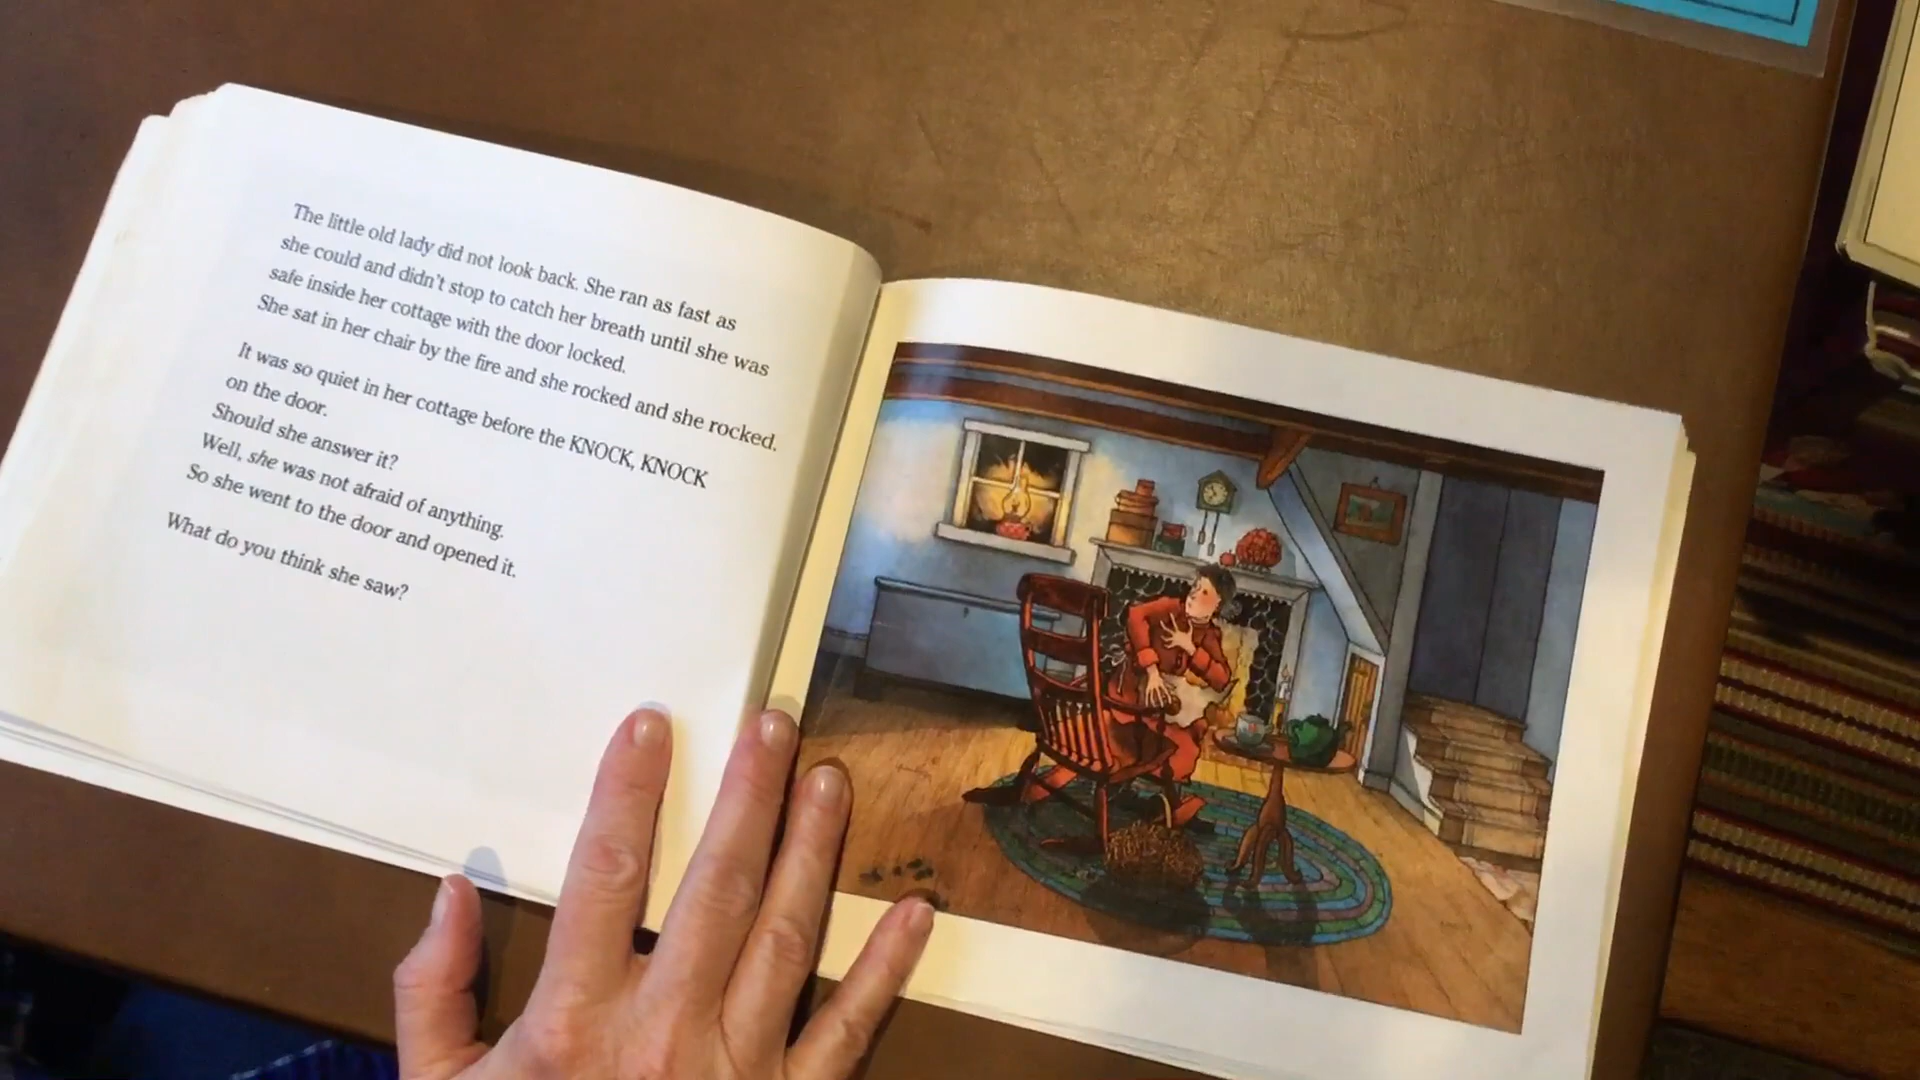 The little old lady did not look back. She ran as fast as
she could and didn't stop to catch her breath until she was
safe inside her cottage with the door locked.
She sat in her chair by the fire and she rocked and she rocked.
It was so quiet in her cottage before the KNOCK, KNOCK
on the door.
Should she answer it?
Well, she was not afraid of anything.
So she went to the door and opened it.
What do you think she saw?